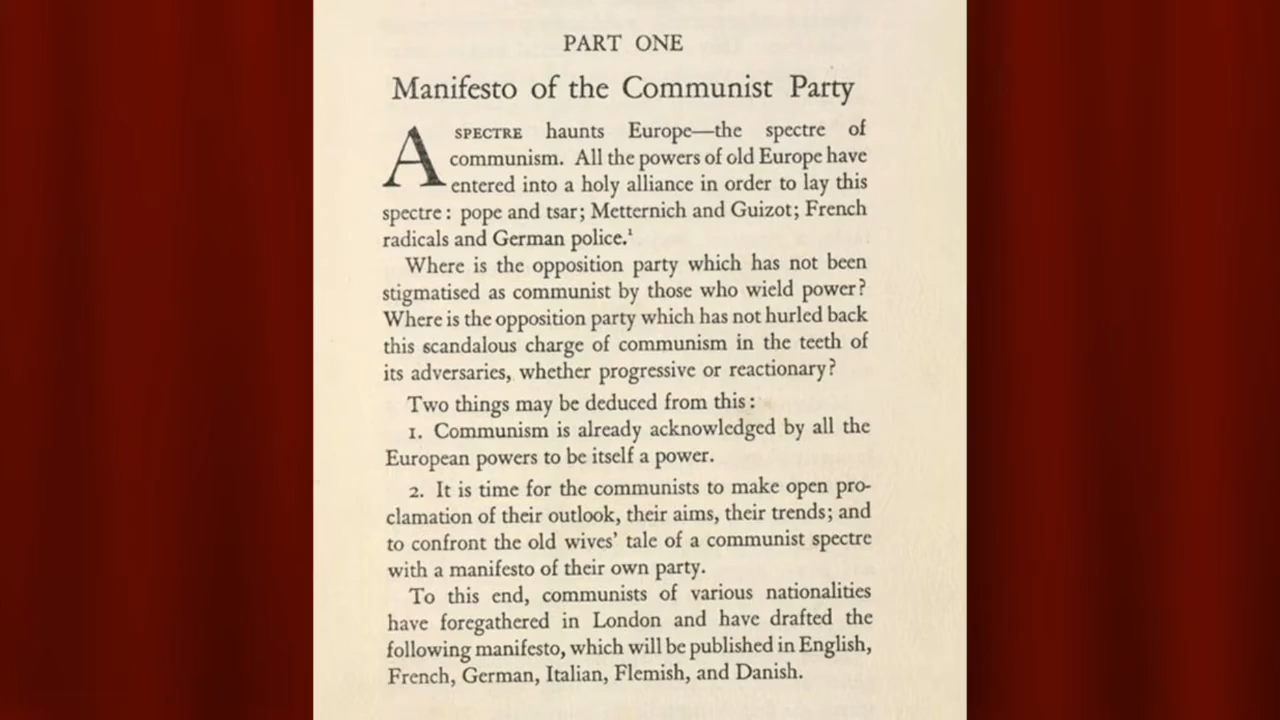 PART ONE
Manifesto of the Communist Party
A SPECTRE haunts Europe—the spectre of
communism. All the powers of old Europe have
entered into a holy alliance in order to lay this
spectre: pope and tsar; Metternich and Guizot; French
radicals and German police.¹
Where is the opposition party which has not been
stigmatised as communist by those who wield power?
Where is the opposition party which has not hurled back
this scandalous charge of communism in the teeth of
its adversaries, whether progressive or reactionary?
Two things may be deduced from this:
1. Communism is already acknowledged by all the
European powers to be itself a power.
2. It is time for the communists to make open pro-
clamation of their outlook, their aims, their trends; and
to confront the old wives’ tale of a communist spectre
with a manifesto of their own party.
To this end, communists of various nationalities
have foregathered in London and have drafted the
following manifesto, which will be published in English,
French, German, Italian, Flemish, and Danish.